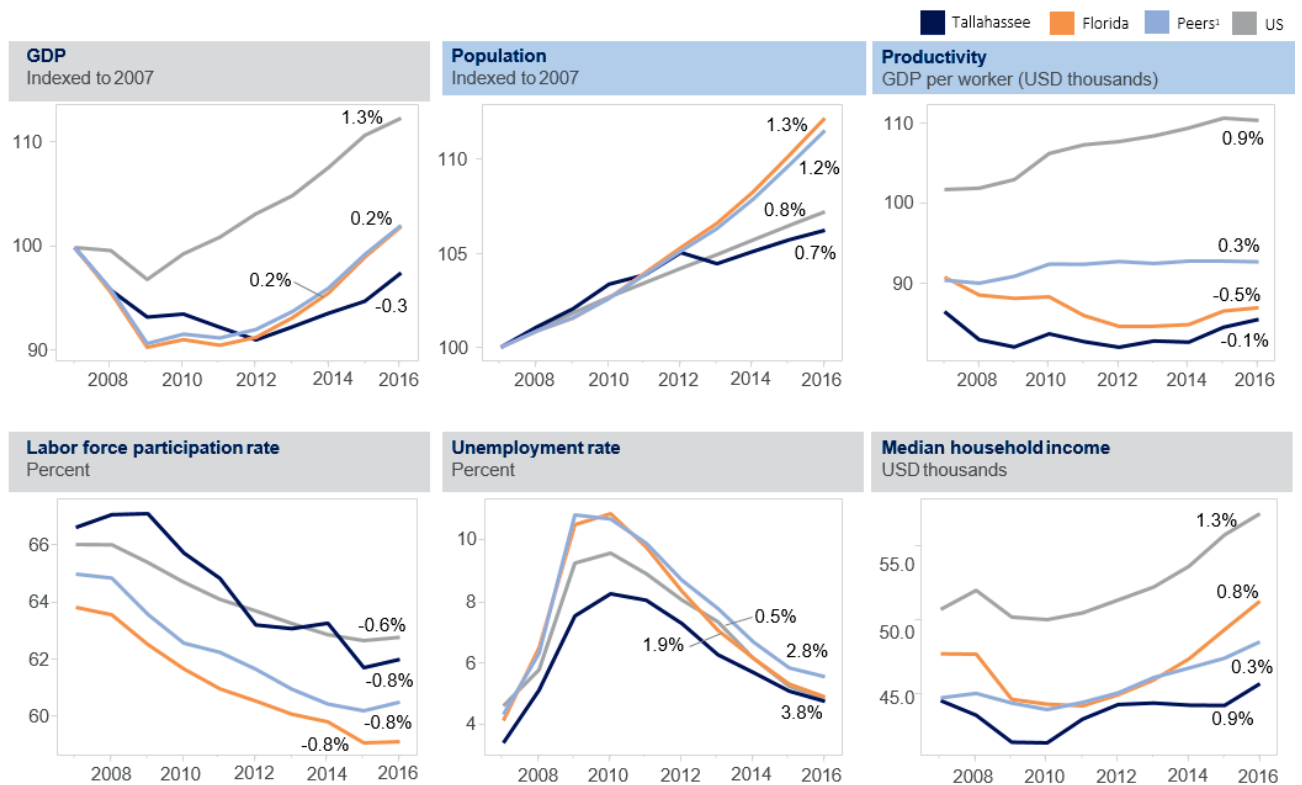 Tallahassee Florida Peers¹ US
GDP
Indexed to 2007
Population
Indexed to 2007
Productivity
GDP per worker (USD thousands)
110
100
90
1.3%
0.2%
0.2%
-0.3
2008 2010 2012 2014 2016
110
105
100
1.3%
1.2%
0.8%
0.7%
2008 2010 2012 2014 2016
110
100
90
0.9%
0.3%
-0.5%
-0.1%
2008 2010 2012 2014 2016
Labor force participation rate
Percent
Unemployment rate
Percent
Median household income
USD thousands
66
64
62
60
-0.6%
-0.8%
-0.8%
-0.8%
2008 2010 2012 2014 2016
10
8
6
4
0.5%
1.9%
2.8%
3.8%
2008 2010 2012 2014 2016
55.0
50.0
45.0
1.3%
0.8%
0.3%
0.9%
2008 2010 2012 2014 2016